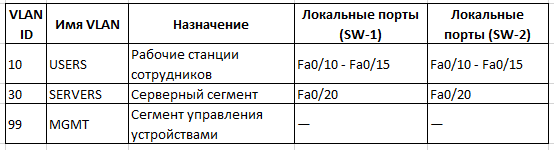 VLAN ID | Имя VLAN | Назначение | Локальные порты (SW-1) | Локальные порты (SW-2)
10 | USERS | Рабочие станции сотрудников | Fa0/10 - Fa0/15 | Fa0/10 - Fa0/15
30 | SERVERS | Серверный сегмент | Fa0/20 | Fa0/20
99 | MGMT | Сегмент управления устройствами | — | —